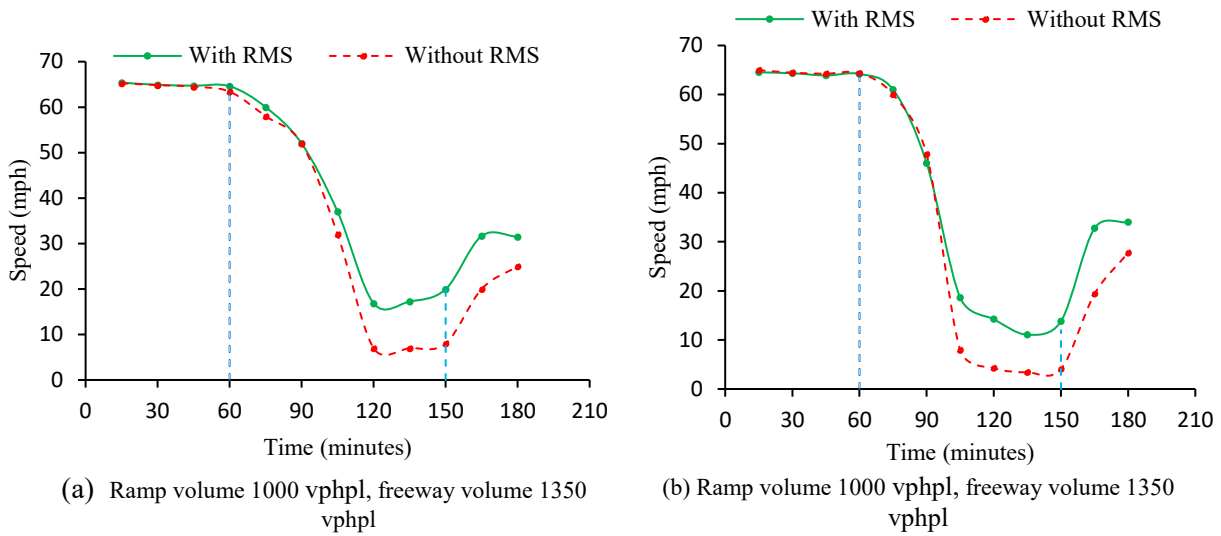 With RMS Without RMS
70
60
50
40
30
20
10
0
Speed (mph)
0 30 60 90 120 150 180 210
Time (minutes)
(a) Ramp volume 1000 vphpl, freeway volume 1350
vphpl
With RMS Without RMS
70
60
50
40
30
20
10
0
Speed (mph)
0 30 60 90 120 150 180 210
Time (minutes)
(b) Ramp volume 1000 vphpl, freeway volume 1350
vphpl